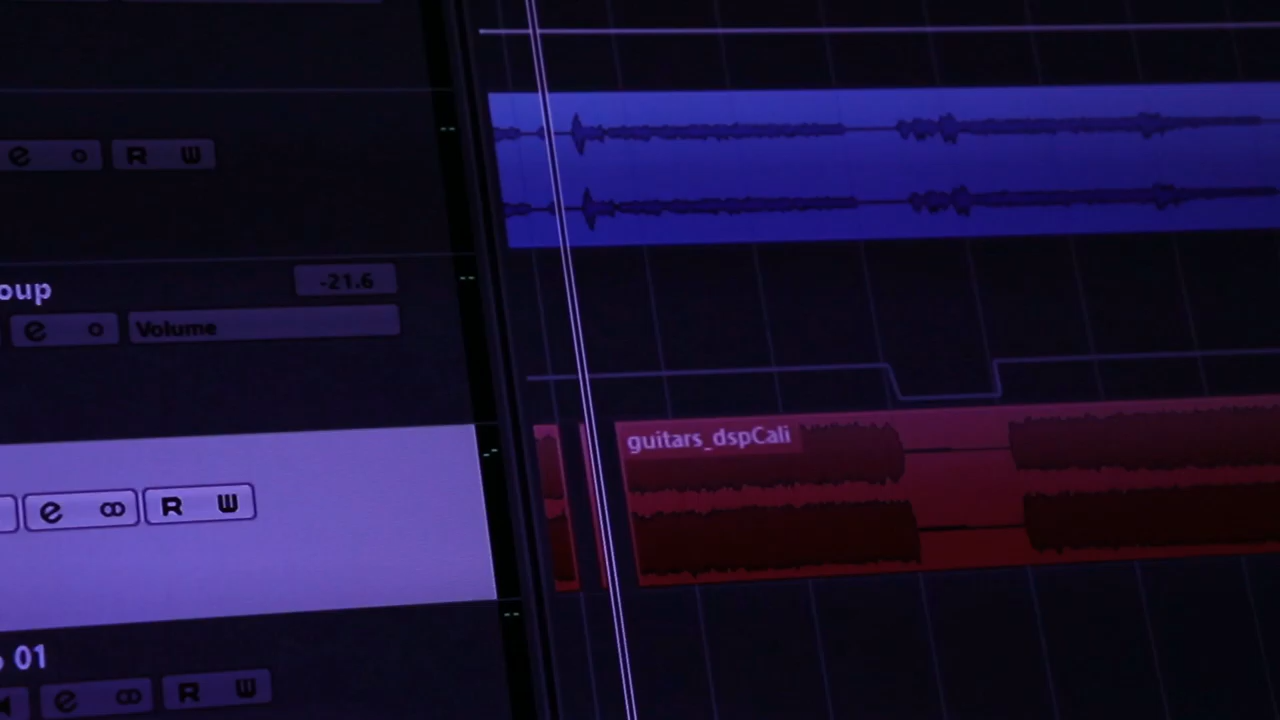 e o R W
oup -21.6
e o Volume
guitars_dspCali
e R W
o 01
e R W